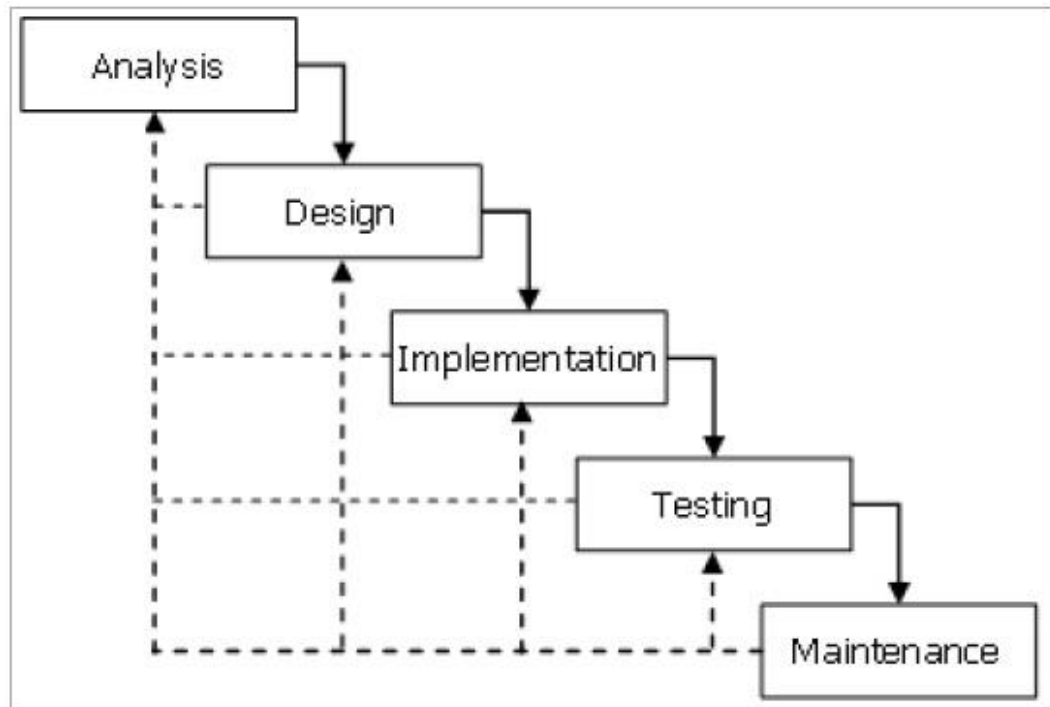 Analysis
Design
Implementation
Testing
Maintenance